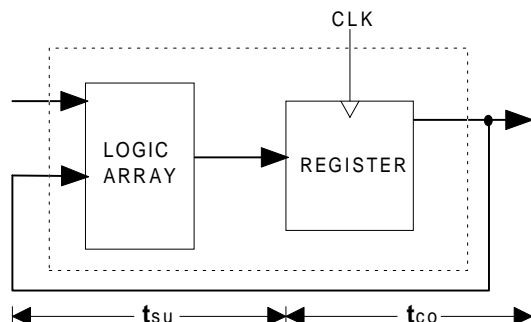 CLK
LOGIC
ARRAY
REGISTER
tsu
tco